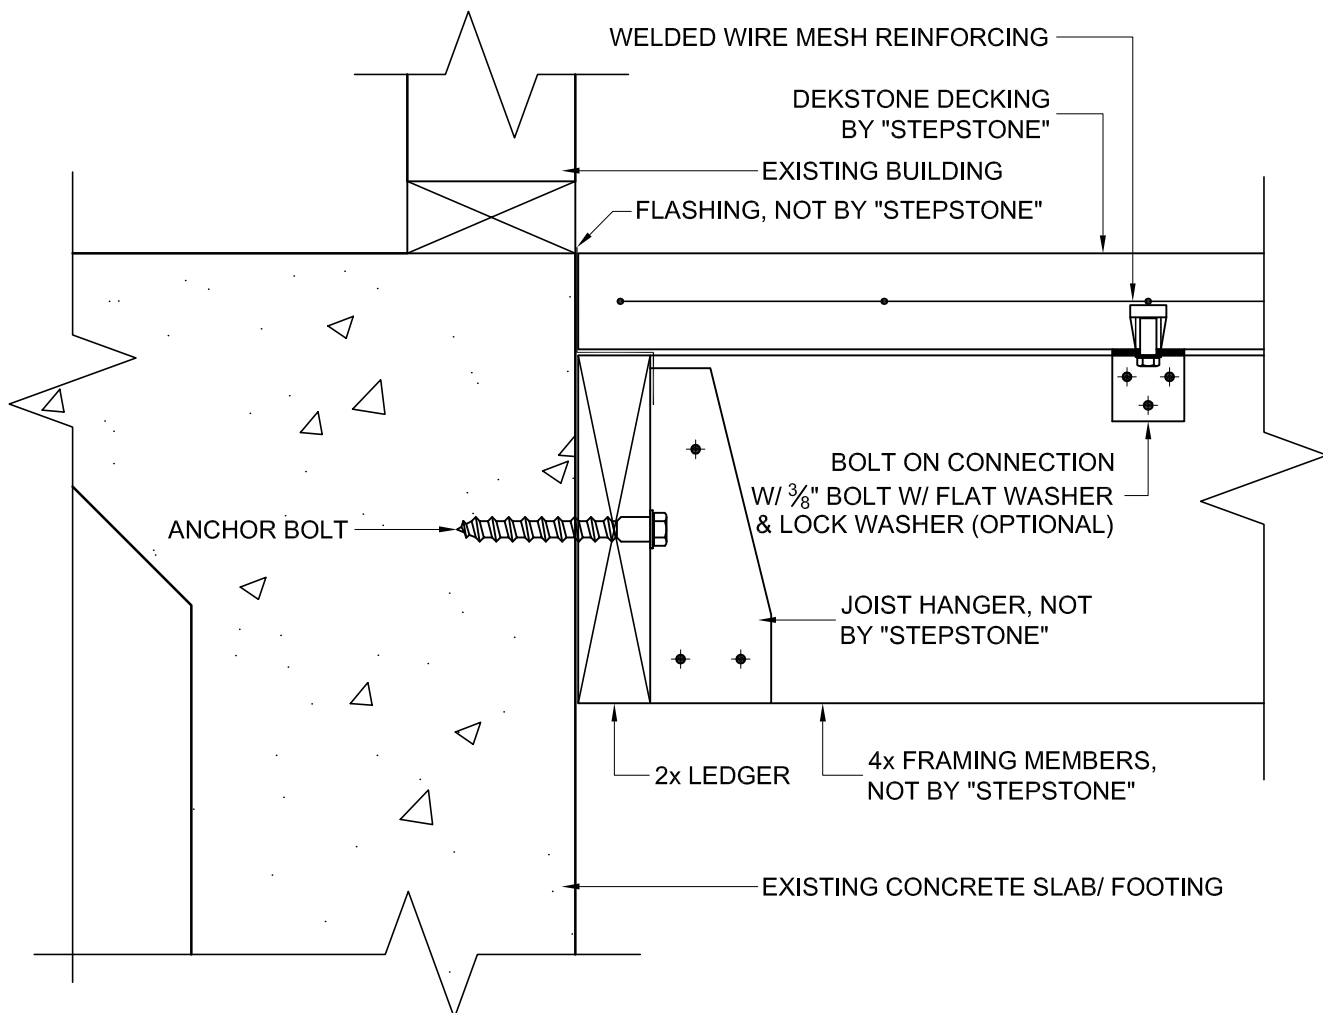 WELDED WIRE MESH REINFORCING
DEKSTONE DECKING
BY "STEPSTONE"
EXISTING BUILDING
FLASHING, NOT BY "STEPSTONE"
BOLT ON CONNECTION
W/ 3/8" BOLT W/ FLAT WASHER
& LOCK WASHER (OPTIONAL)
ANCHOR BOLT
JOIST HANGER, NOT
BY "STEPSTONE"
2x LEDGER
4x FRAMING MEMBERS,
NOT BY "STEPSTONE"
EXISTING CONCRETE SLAB/ FOOTING